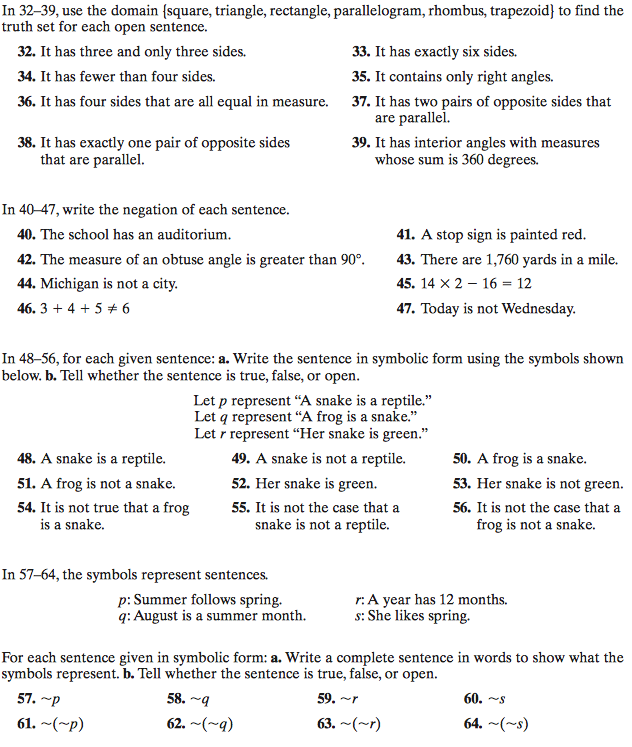 In 32–39, use the domain {square, triangle, rectangle, parallelogram, rhombus, trapezoid} to find the
truth set for each open sentence.
32. It has three and only three sides.
33. It has exactly six sides.
34. It has fewer than four sides.
35. It contains only right angles.
36. It has four sides that are all equal in measure.
37. It has two pairs of opposite sides that
are parallel.
38. It has exactly one pair of opposite sides
that are parallel.
39. It has interior angles with measures
whose sum is 360 degrees.
In 40–47, write the negation of each sentence.
40. The school has an auditorium.
41. A stop sign is painted red.
42. The measure of an obtuse angle is greater than 90°.
43. There are 1,760 yards in a mile.
44. Michigan is not a city.
45. 14 × 2 − 16 = 12
46. 3 + 4 + 5 ≠ 6
47. Today is not Wednesday.
In 48–56, for each given sentence: a. Write the sentence in symbolic form using the symbols shown
below. b. Tell whether the sentence is true, false, or open.
Let p represent “A snake is a reptile.”
Let q represent “A frog is a snake.”
Let r represent “Her snake is green.”
48. A snake is a reptile.
49. A snake is not a reptile.
50. A frog is a snake.
51. A frog is not a snake.
52. Her snake is green.
53. Her snake is not green.
54. It is not true that a frog
is a snake.
55. It is not the case that a
snake is not a reptile.
56. It is not the case that a
frog is not a snake.
In 57–64, the symbols represent sentences.
p: Summer follows spring.
r: A year has 12 months.
q: August is a summer month.
s: She likes spring.
For each sentence given in symbolic form: a. Write a complete sentence in words to show what the
symbols represent. b. Tell whether the sentence is true, false, or open.
57. ~p
58. ~q
59. ~r
60. ~s
61. ~(~p)
62. ~(~q)
63. ~(~r)
64. ~(~s)